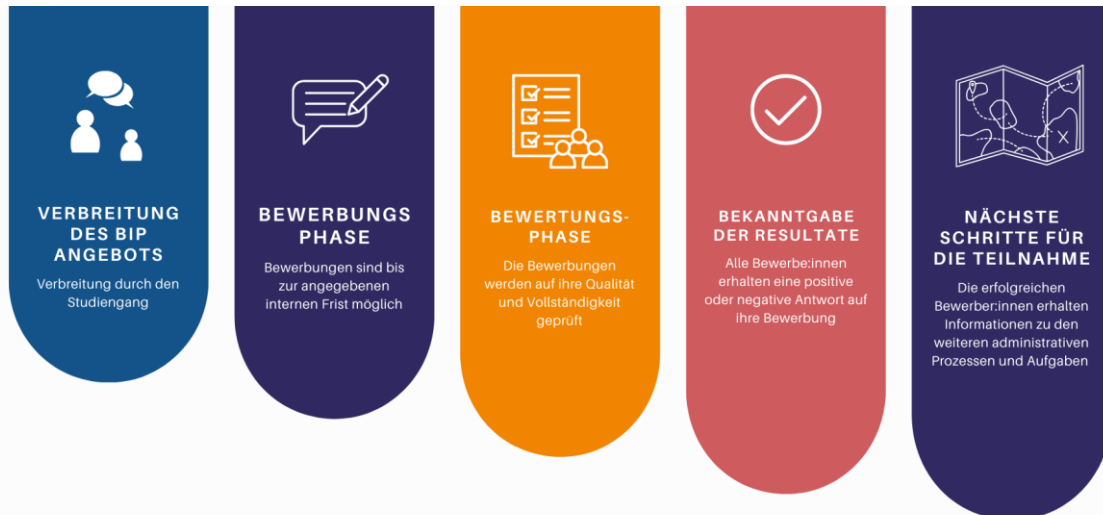 VERBREITUNG
DES BIP
ANGEBOTS
Verbreitung durch den
Studiengang
BEWERBUNGS
PHASE
Bewerbungen sind bis
zur angegebenen
internen Frist möglich
BEWERTUNGS-
PHASE
Die Bewerbungen
werden auf ihre Qualität
und Vollständigkeit
geprüft
BEKANNTGABE
DER RESULTATE
Alle Bewerbe:innen
erhalten eine positive
oder negative Antwort auf
ihre Bewerbung
NÄCHSTE
SCHRITTE FÜR
DIE TEILNAHME
Die erfolgreichen
Bewerber:innen erhalten
Informationen zu den
weiteren administrativen
Prozessen und Aufgaben